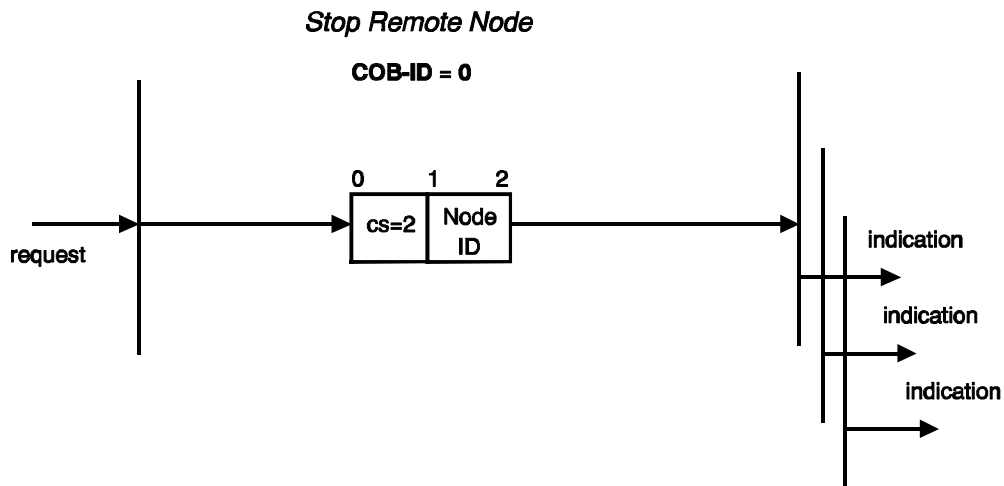 Stop Remote Node
COB-ID = 0
0 1 2
cs=2
Node
ID
request
indication
indication
indication